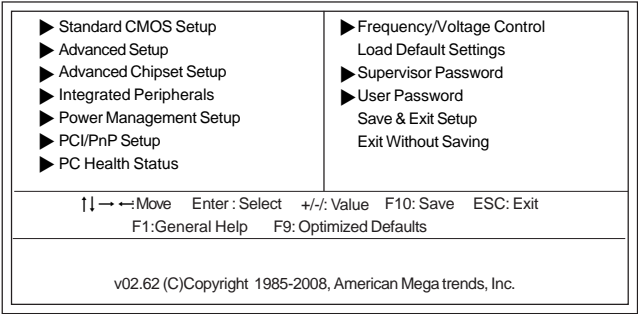 ▶ Standard CMOS Setup
▶ Advanced Setup
▶ Advanced Chipset Setup
▶ Integrated Peripherals
▶ Power Management Setup
▶ PCI/PnP Setup
▶ PC Health Status
▶ Frequency/Voltage Control
Load Default Settings
▶ Supervisor Password
▶ User Password
Save & Exit Setup
Exit Without Saving
↑↓→←:Move Enter : Select +/-/: Value F10: Save ESC: Exit
F1:General Help F9: Optimized Defaults
v02.62 (C)Copyright 1985-2008, American Mega trends, Inc.